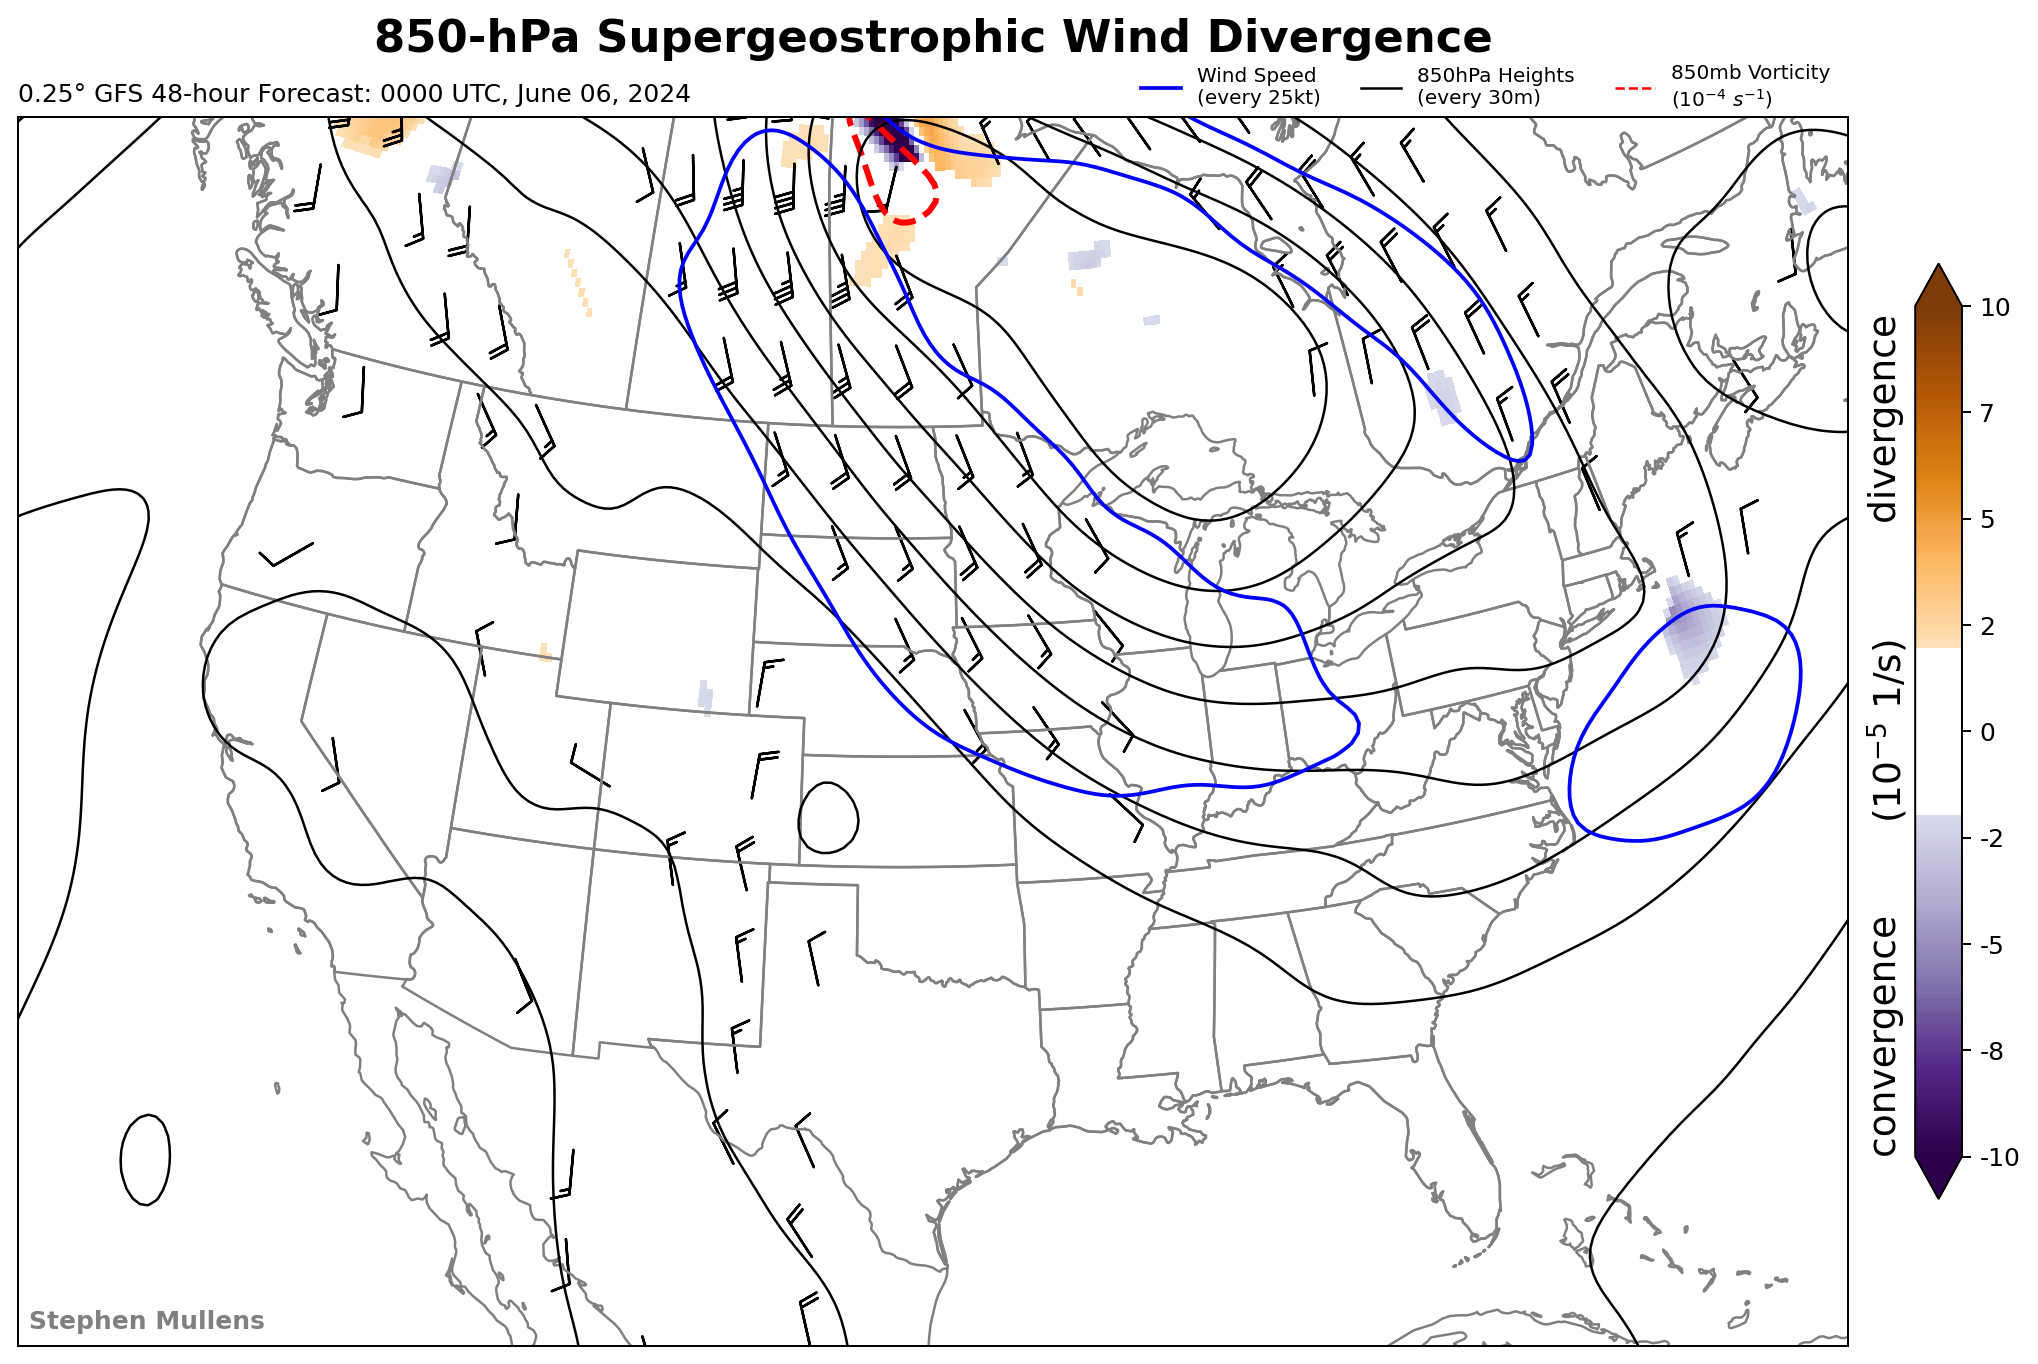 850-hPa Supergeostrophic Wind Divergence
0.25° GFS 48-hour Forecast: 0000 UTC, June 06, 2024
Wind Speed
(every 25kt)
850hPa Heights
(every 30m)
850mb Vorticity
(10⁻⁴ s⁻¹)
10
7
5
2
0
-2
-5
-8
-10
convergence (10⁻⁵ 1/s) divergence
Stephen Mullens